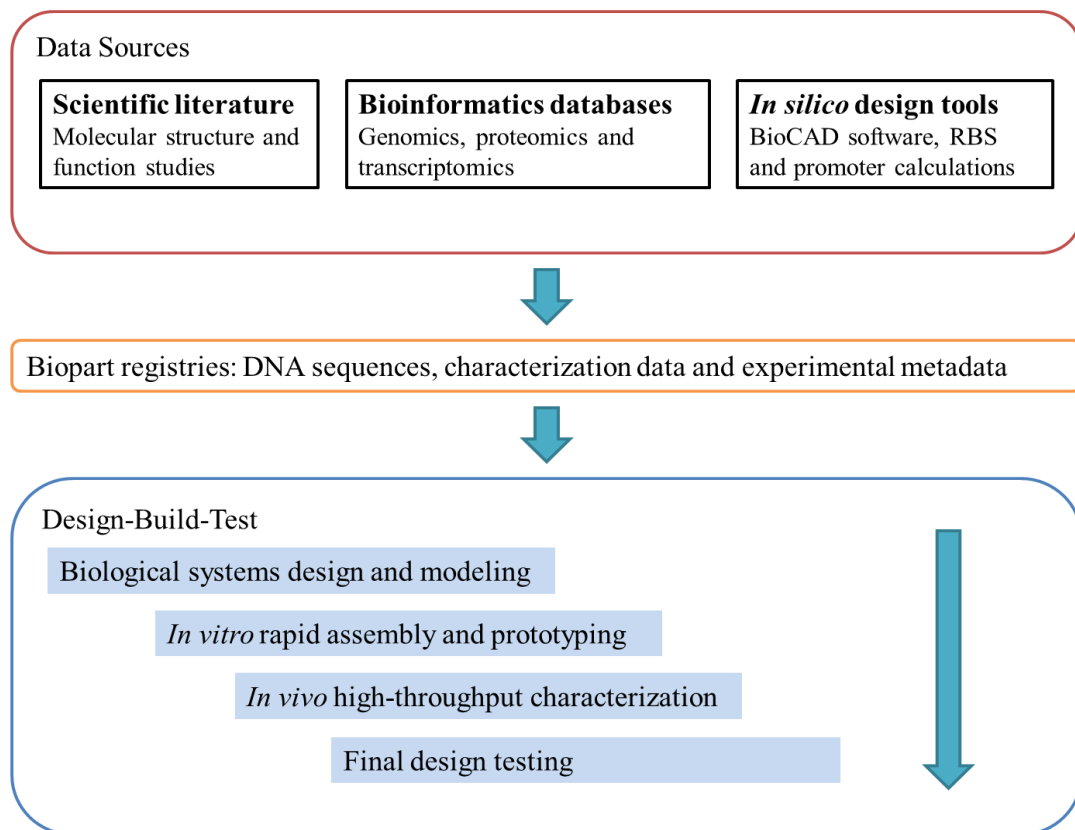 Data Sources
Scientific literature
Molecular structure and
function studies
Bioinformatics databases
Genomics, proteomics and
transcriptomics
In silico design tools
BioCAD software, RBS
and promoter calculations
Biopart registries: DNA sequences, characterization data and experimental metadata
Design-Build-Test
Biological systems design and modeling
In vitro rapid assembly and prototyping
In vivo high-throughput characterization
Final design testing